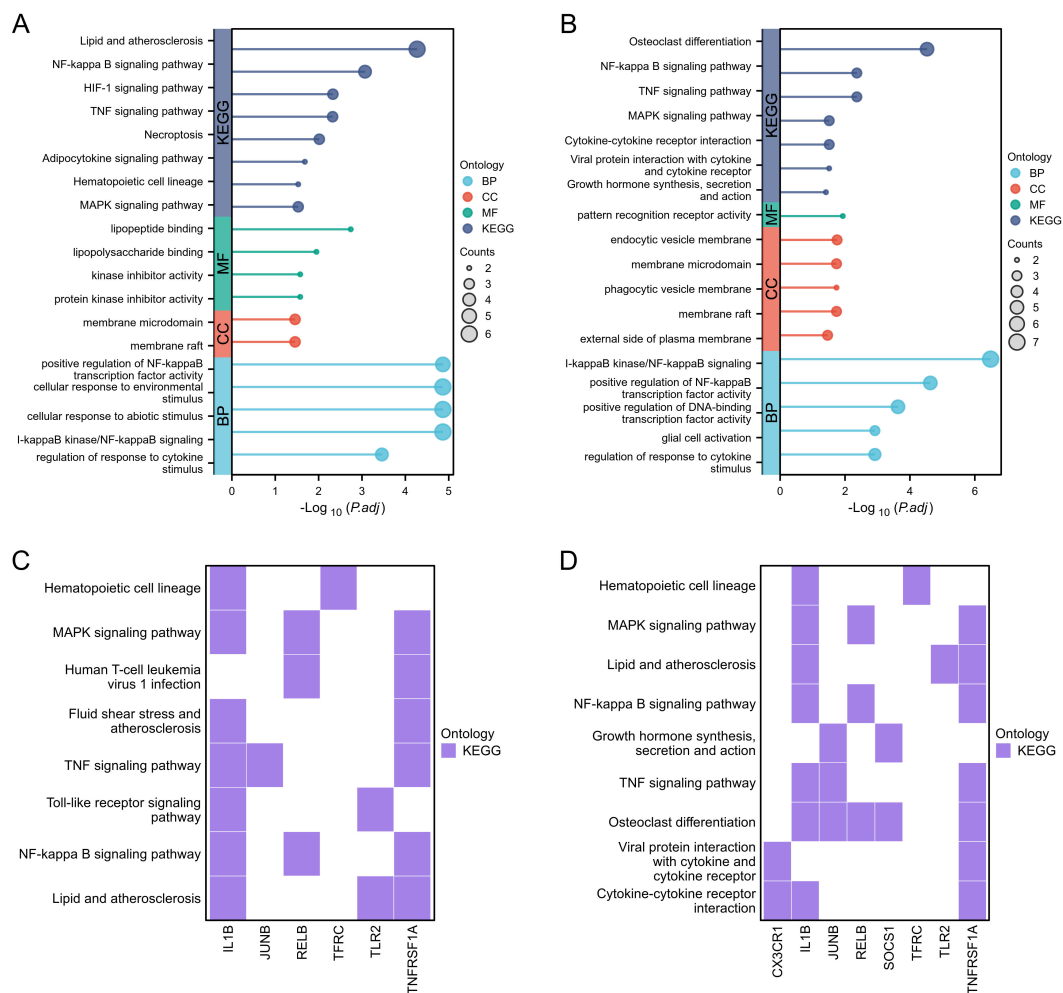 A
Lipid and atherosclerosis
NF-kappa B signaling pathway
HIF-1 signaling pathway
TNF signaling pathway
Necroptosis
Adipocytokine signaling pathway
Hematopoietic cell lineage
MAPK signaling pathway
lipopeptide binding
lipopolysaccharide binding
kinase inhibitor activity
protein kinase inhibitor activity
membrane microdomain
membrane raft
positive regulation of NF-kappaB
transcription factor activity
cellular response to environmental
stimulus
cellular response to abiotic stimulus
I-kappaB kinase/NF-kappaB signaling
regulation of response to cytokine
stimulus
KEGG
MF
CC
BP
0 1 2 3 4 5
-Log 10 (P.adj)
Ontology
BP
CC
MF
KEGG
Counts
2
3
4
5
6
B
Osteoclast differentiation
NF-kappa B signaling pathway
TNF signaling pathway
MAPK signaling pathway
Cytokine-cytokine receptor interaction
Viral protein interaction with cytokine
and cytokine receptor
Growth hormone synthesis, secretion
and action
pattern recognition receptor activity
endocytic vesicle membrane
membrane microdomain
phagocytic vesicle membrane
membrane raft
external side of plasma membrane
I-kappaB kinase/NF-kappaB signaling
positive regulation of NF-kappaB
transcription factor activity
positive regulation of DNA-binding
transcription factor activity
glial cell activation
regulation of response to cytokine
stimulus
KEGG
MF
CC
BP
0 2 4 6
-Log 10 (P.adj)
Ontology
BP
CC
MF
KEGG
Counts
2
3
4
5
6
7
C
Hematopoietic cell lineage
MAPK signaling pathway
Human T-cell leukemia
virus 1 infection
Fluid shear stress and
atherosclerosis
TNF signaling pathway
Toll-like receptor signaling
pathway
NF-kappa B signaling pathway
Lipid and atherosclerosis
IL1B
JUNB
RELB
TFRC
TLR2
TNFRSF1A
Ontology
KEGG
D
Hematopoietic cell lineage
MAPK signaling pathway
Lipid and atherosclerosis
NF-kappa B signaling pathway
Growth hormone synthesis,
secretion and action
TNF signaling pathway
Osteoclast differentiation
Viral protein interaction
with cytokine and
cytokine receptor
Cytokine-cytokine receptor
interaction
CX3CR1
IL1B
JUNB
RELB
SOCS1
TFRC
TLR2
TNFRSF1A
Ontology
KEGG